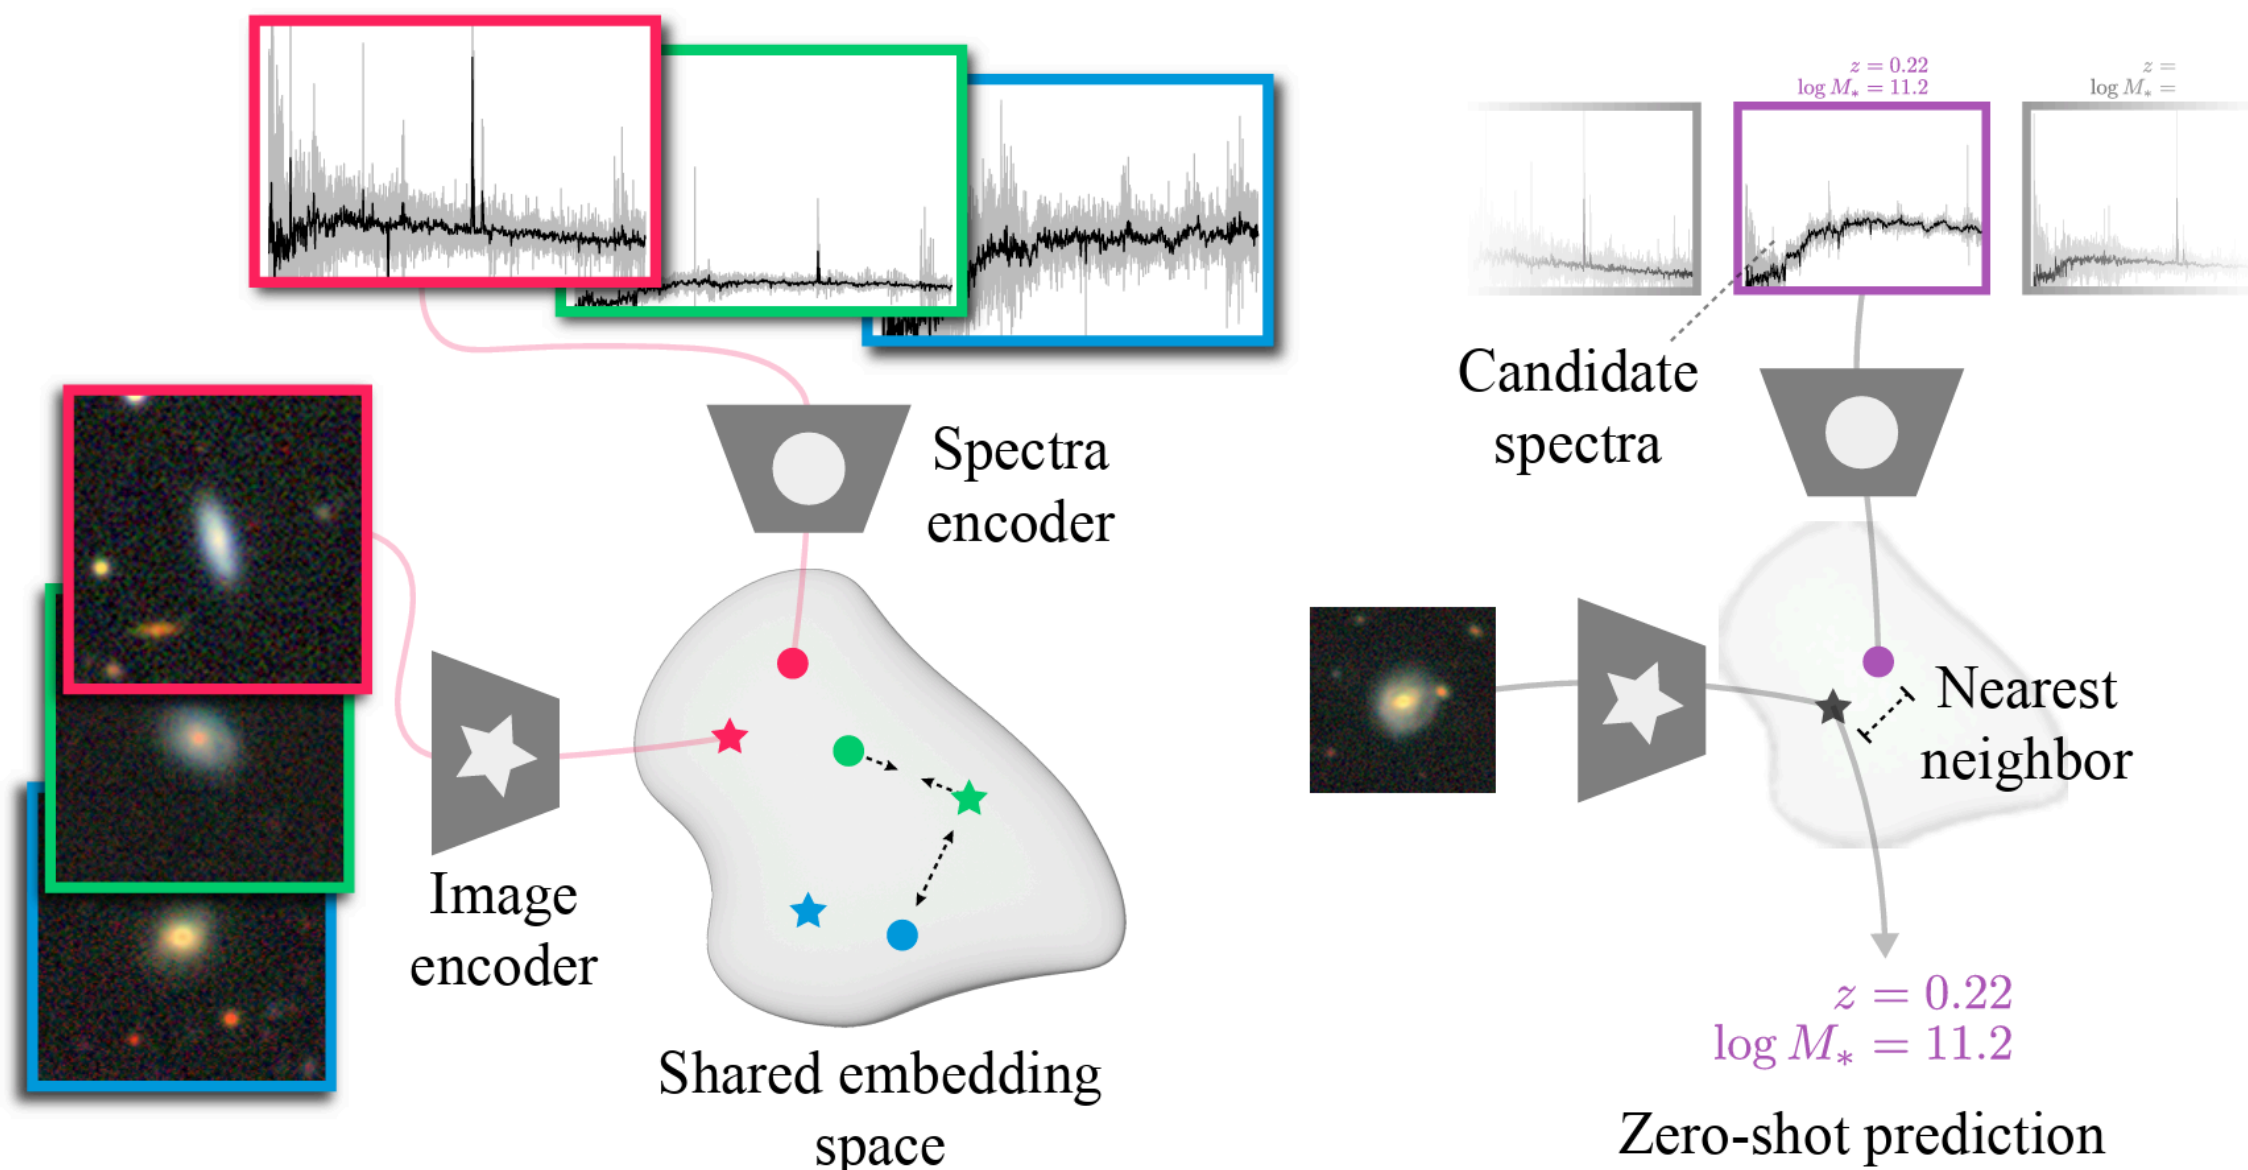 z = 0.22
log M* = 11.2
z =
log M* =
Candidate
spectra
Spectra
encoder
Image
encoder
Nearest
neighbor
Shared embedding
space
z = 0.22
log M* = 11.2
Zero-shot prediction